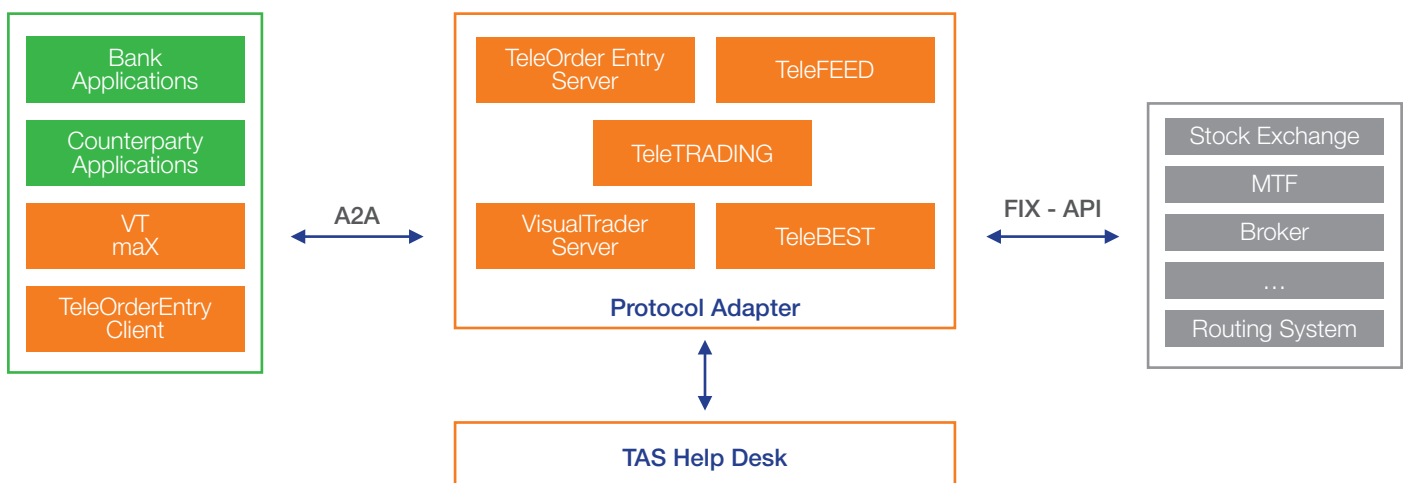 Bank
Applications
Counterparty
Applications
VT
maX
TeleOrderEntry
Client
A2A
TeleOrder Entry
Server
TeleFEED
TeleTRADING
VisualTrader
Server
TeleBEST
Protocol Adapter
FIX - API
Stock Exchange
MTF
Broker
...
Routing System
TAS Help Desk